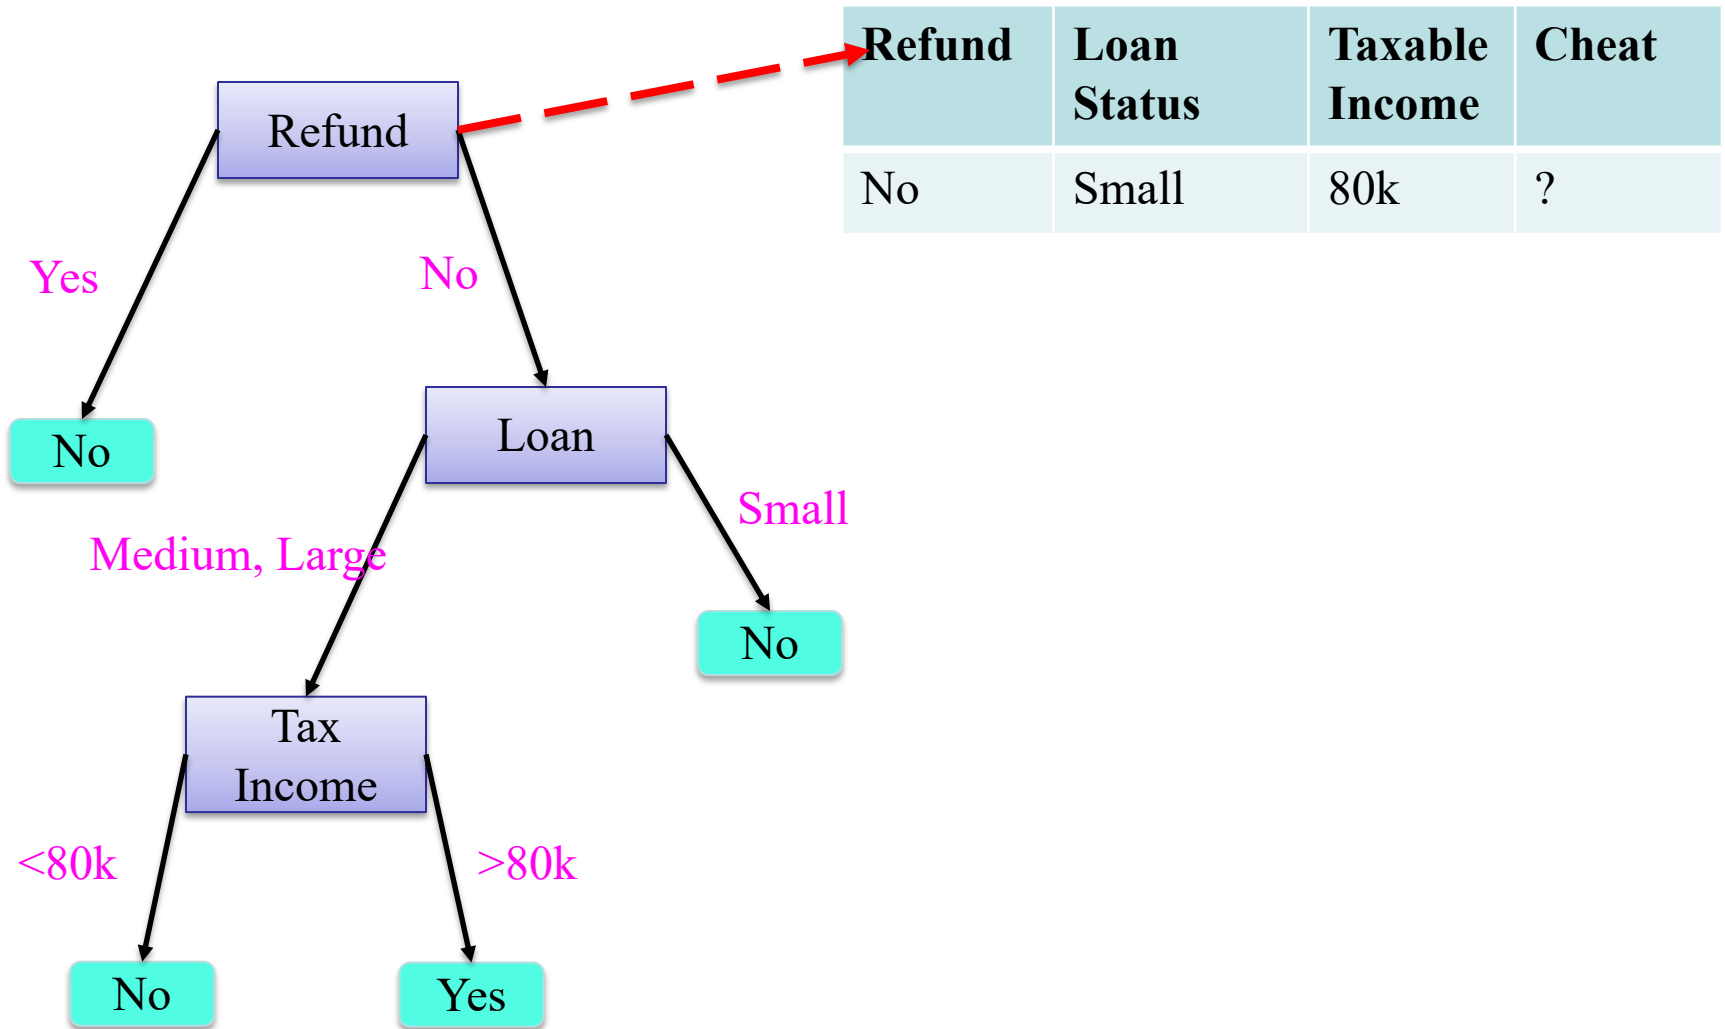 Refund Loan Status Taxable Income Cheat
No Small 80k ?
Refund
Yes
No
No
Loan
Medium, Large
Small
No
Tax
Income
<80k
>80k
No
Yes